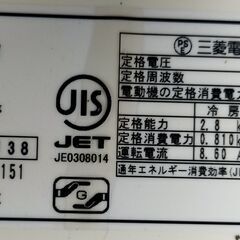 PS
E
三菱電
定格電圧
定格周波数
電動機の定格消費電力
JIS
JET
JE0308014
冷房
定格能力 2.8
定格消費電力 0.810
運転電流 8.60
38
151
G
通年エネルギー消費効率(JI